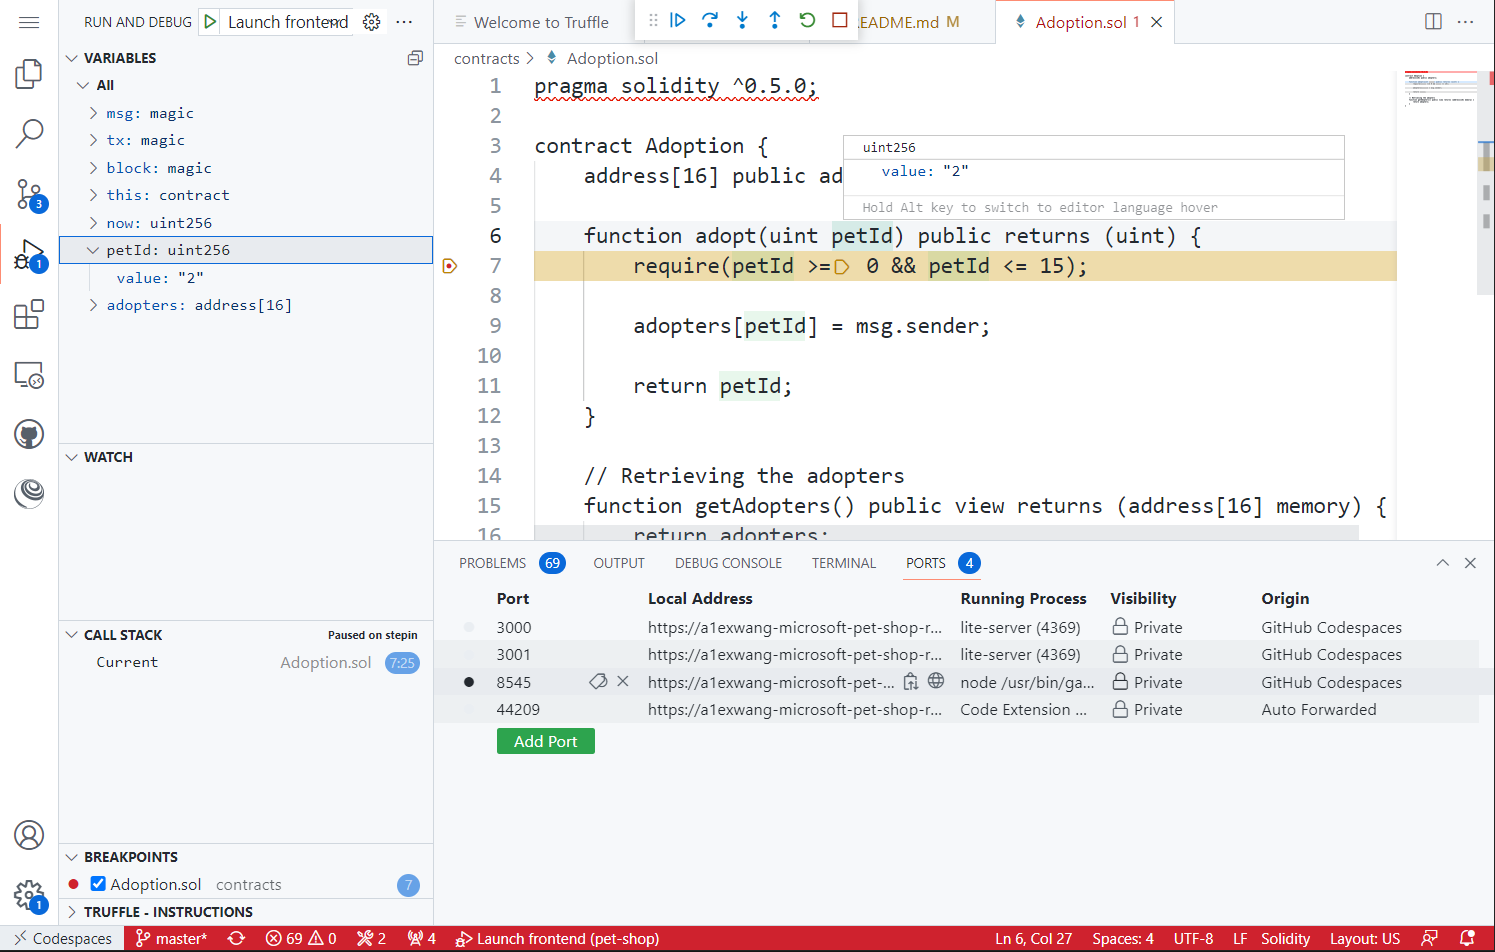 RUN AND DEBUG Launch frontend ···
VARIABLES
All
msg: magic
tx: magic
block: magic
this: contract
now: uint256
petId: uint256
value: "2"
adopters: address[16]
WATCH
CALL STACK Paused on stepin
Current Adoption.sol 7:25
BREAKPOINTS
Adoption.sol contracts 7
TRUFFLE - INSTRUCTIONS
3
1
1
Welcome to Truffle
EADME.md M
Adoption.sol 1
contracts > Adoption.sol
1 pragma solidity ^0.5.0;
2
3 contract Adoption {
4 address[16] public ad
5
6 function adopt(uint petId) public returns (uint) {
7 require(petId >= 0 && petId <= 15);
8
9 adopters[petId] = msg.sender;
10
11 return petId;
12 }
13
14 // Retrieving the adopters
15 function getAdopters() public view returns (address[16] memory) {
16 return adopters;
uint256
value: "2"
Hold Alt key to switch to editor language hover
PROBLEMS 69 OUTPUT DEBUG CONSOLE TERMINAL PORTS 4
Port Local Address Running Process Visibility Origin
3000 https://a1exwang-microsoft-pet-shop-r... lite-server (4369) Private GitHub Codespaces
3001 https://a1exwang-microsoft-pet-shop-r... lite-server (4369) Private GitHub Codespaces
8545 https://a1exwang-microsoft-pet-... node /usr/bin/ga... Private GitHub Codespaces
44209 https://a1exwang-microsoft-pet-shop-r... Code Extension ... Private Auto Forwarded
Add Port
Codespaces master* 69 0 2 4 Launch frontend (pet-shop) Ln 6, Col 27 Spaces: 4 UTF-8 LF Solidity Layout: US